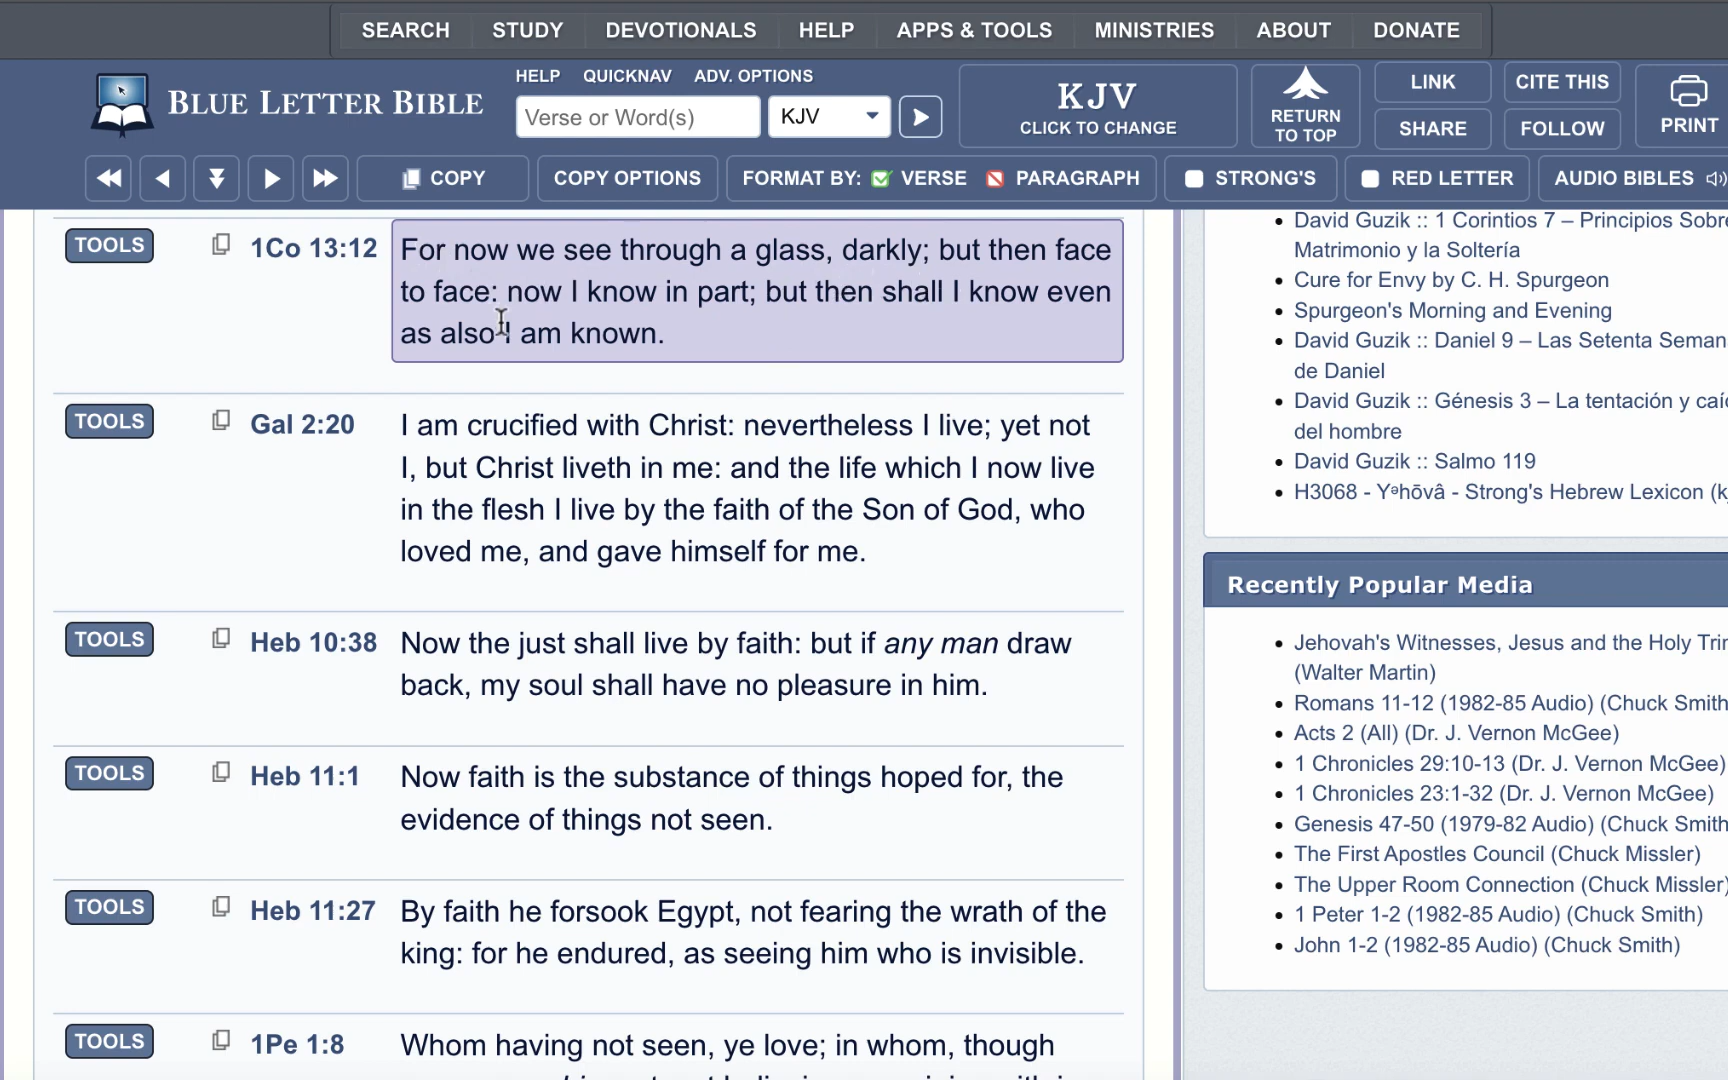 SEARCH STUDY DEVOTIONALS HELP APPS & TOOLS MINISTRIES ABOUT DONATE
BLUE LETTER BIBLE
HELP QUICKNAV ADV. OPTIONS
Verse or Word(s) KJV
KJV
CLICK TO CHANGE
RETURN
TO TOP
LINK CITE THIS
SHARE FOLLOW
PRINT
COPY COPY OPTIONS FORMAT BY: VERSE PARAGRAPH STRONG'S RED LETTER AUDIO BIBLES
TOOLS 1Co 13:12 For now we see through a glass, darkly; but then face
to face: now I know in part; but then shall I know even
as also I am known.
TOOLS Gal 2:20 I am crucified with Christ: nevertheless I live; yet not
I, but Christ liveth in me: and the life which I now live
in the flesh I live by the faith of the Son of God, who
loved me, and gave himself for me.
TOOLS Heb 10:38 Now the just shall live by faith: but if any man draw
back, my soul shall have no pleasure in him.
TOOLS Heb 11:1 Now faith is the substance of things hoped for, the
evidence of things not seen.
TOOLS Heb 11:27 By faith he forsook Egypt, not fearing the wrath of the
king: for he endured, as seeing him who is invisible.
TOOLS 1Pe 1:8 Whom having not seen, ye love; in whom, though
David Guzik :: 1 Corintios 7 – Principios Sobre
Matrimonio y la Soltería
Cure for Envy by C. H. Spurgeon
Spurgeon's Morning and Evening
David Guzik :: Daniel 9 – Las Setenta Seman
de Daniel
David Guzik :: Génesis 3 – La tentación y caí
del hombre
David Guzik :: Salmo 119
H3068 - Yᵊhōvâ - Strong's Hebrew Lexicon (k
Recently Popular Media
Jehovah's Witnesses, Jesus and the Holy Trin
(Walter Martin)
Romans 11-12 (1982-85 Audio) (Chuck Smith
Acts 2 (All) (Dr. J. Vernon McGee)
1 Chronicles 29:10-13 (Dr. J. Vernon McGee)
1 Chronicles 23:1-32 (Dr. J. Vernon McGee)
Genesis 47-50 (1979-82 Audio) (Chuck Smith
The First Apostles Council (Chuck Missler)
The Upper Room Connection (Chuck Missler)
1 Peter 1-2 (1982-85 Audio) (Chuck Smith)
John 1-2 (1982-85 Audio) (Chuck Smith)